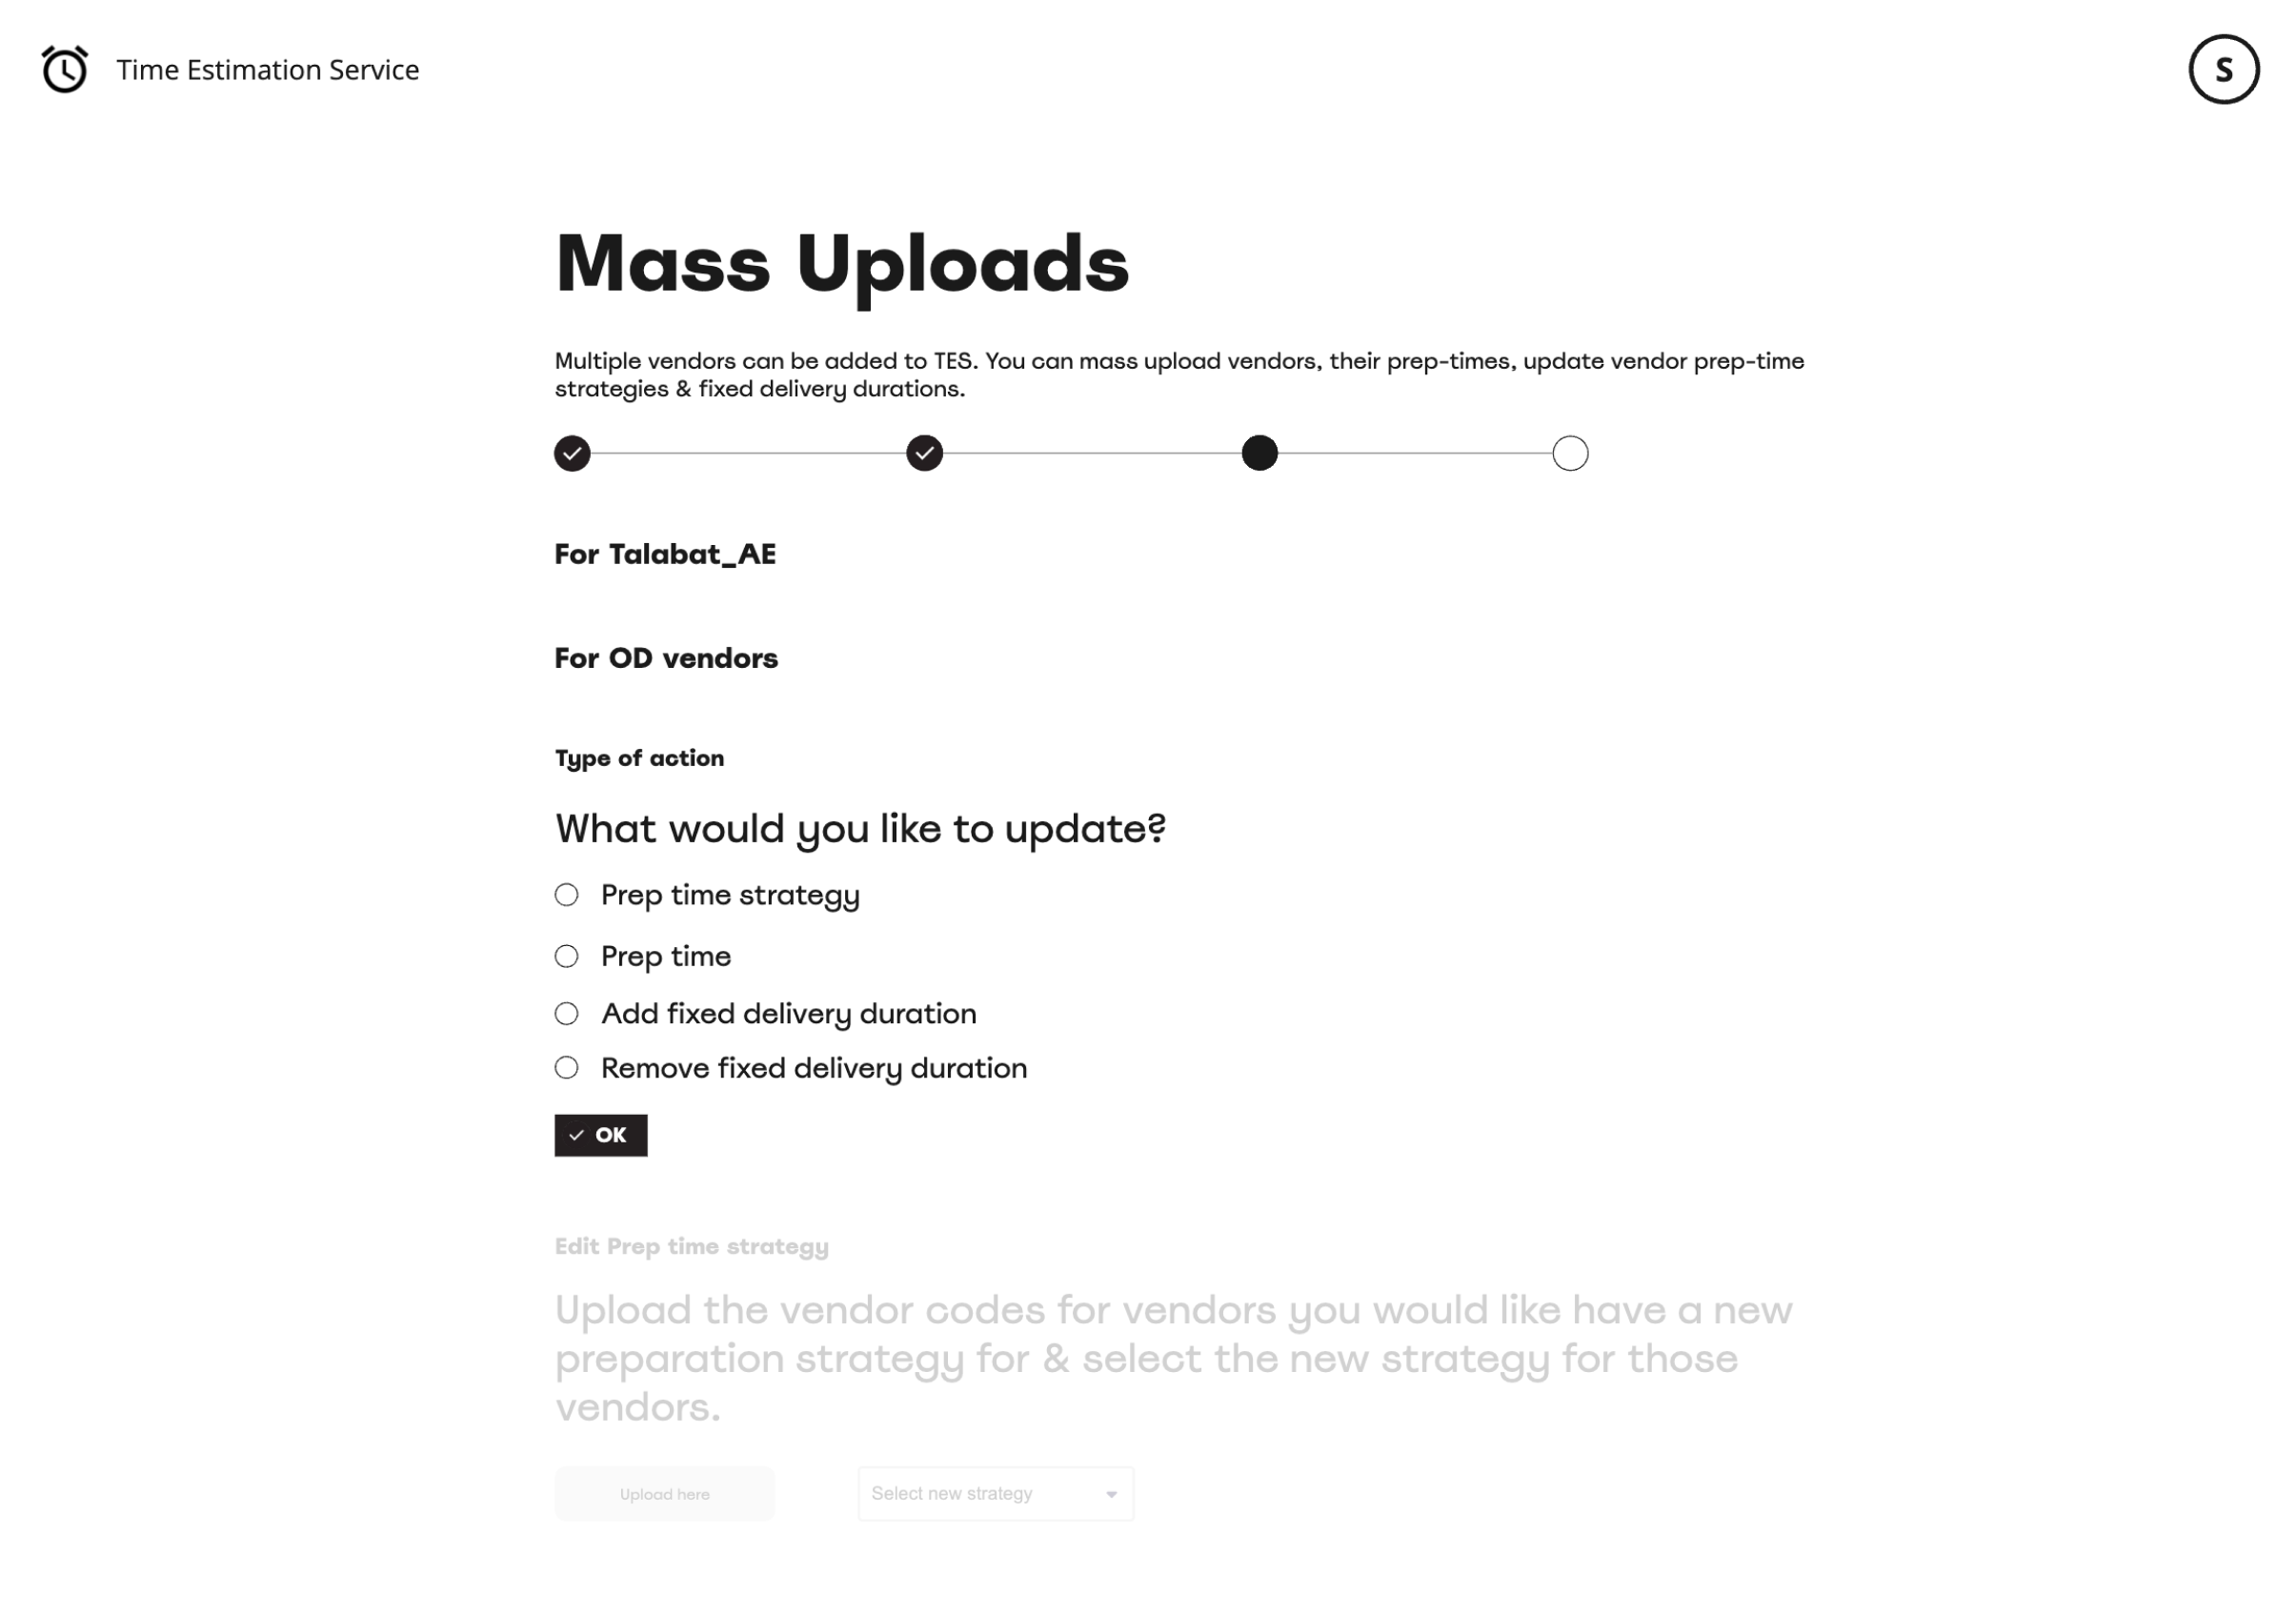 Time Estimation Service
S
Mass Uploads
Multiple vendors can be added to TES. You can mass upload vendors, their prep-times, update vendor prep-time
strategies & fixed delivery durations.
For Talabat_AE
For OD vendors
Type of action
What would you like to update?
Prep time strategy
Prep time
Add fixed delivery duration
Remove fixed delivery duration
OK
Edit Prep time strategy
Upload the vendor codes for vendors you would like have a new
preparation strategy for & select the new strategy for those
vendors.
Upload here
Select new strategy